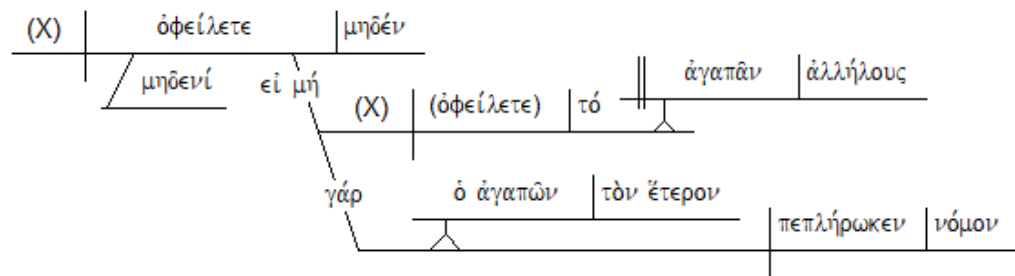 (X) ὀφείλετε μηδέν
μηδενί εἰ μή ἀγαπᾶν ἀλλήλους
(X) (ὀφείλετε) τό
γάρ ὁ ἀγαπῶν τὸν ἕτερον
πεπλήρωκεν νόμον